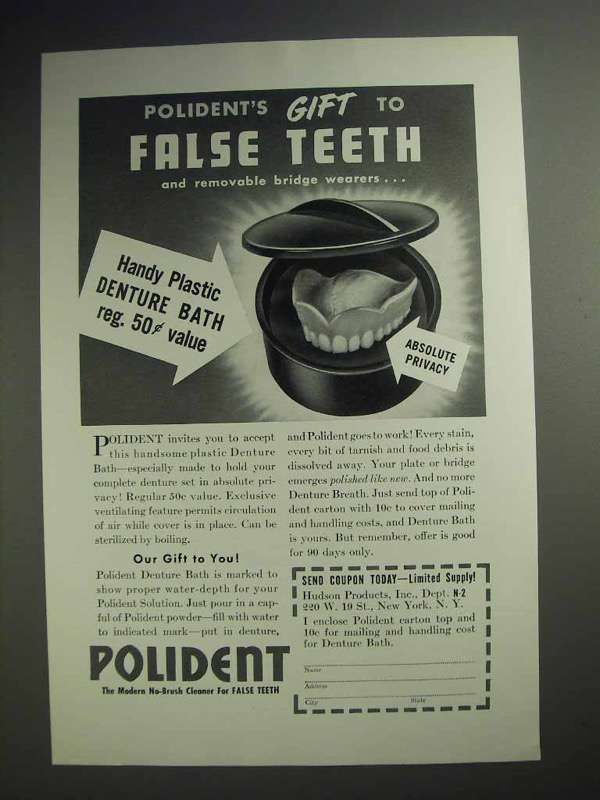 POLIDENT'S GIFT TO
FALSE TEETH
and removable bridge wearers...
Handy Plastic
DENTURE BATH
reg. 50¢ value
ABSOLUTE
PRIVACY
POLIDENT invites you to accept
this handsome plastic Denture
Bath—especially made to hold your
complete denture set in absolute pri-
vacy! Regular 50c value. Exclusive
ventilating feature permits circulation
of air while cover is in place. Can be
sterilized by boiling.
Our Gift to You!
Polident Denture Bath is marked to
show proper water-depth for your
Polident Solution. Just pour in a cap-
ful of Polident powder—fill with water
to indicated mark—put in denture,
and Polident goes to work! Every stain,
every bit of tarnish and food debris is
dissolved away. Your plate or bridge
emerges polished like new. And no more
Denture Breath. Just send top of Poli-
dent carton with 10c to cover mailing
and handling costs, and Denture Bath
is yours. But remember, offer is good
for 90 days only.
POLIDENT
The Modern No-Brush Cleaner For FALSE TEETH
SEND COUPON TODAY—Limited Supply!
Hudson Products, Inc., Dept. N-2
220 W. 19 St., New York, N. Y.
I enclose Polident carton top and
10c for mailing and handling cost
for Denture Bath.
Name
Address
City State